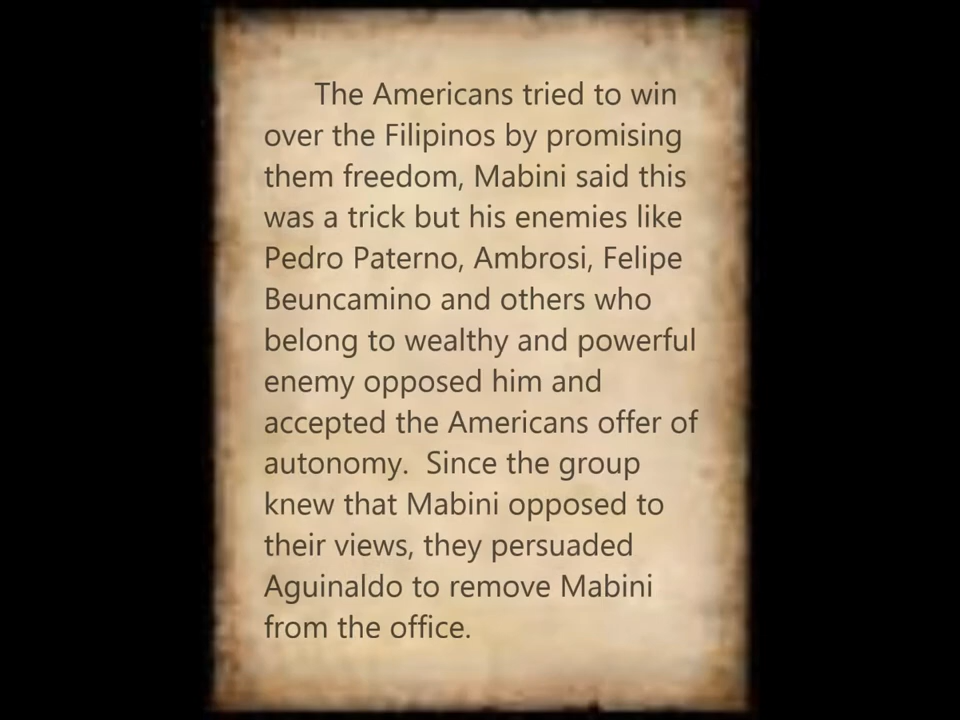 The Americans tried to win
over the Filipinos by promising
them freedom, Mabini said this
was a trick but his enemies like
Pedro Paterno, Ambrosi, Felipe
Beuncamino and others who
belong to wealthy and powerful
enemy opposed him and
accepted the Americans offer of
autonomy.  Since the group
knew that Mabini opposed to
their views, they persuaded
Aguinaldo to remove Mabini
from the office.